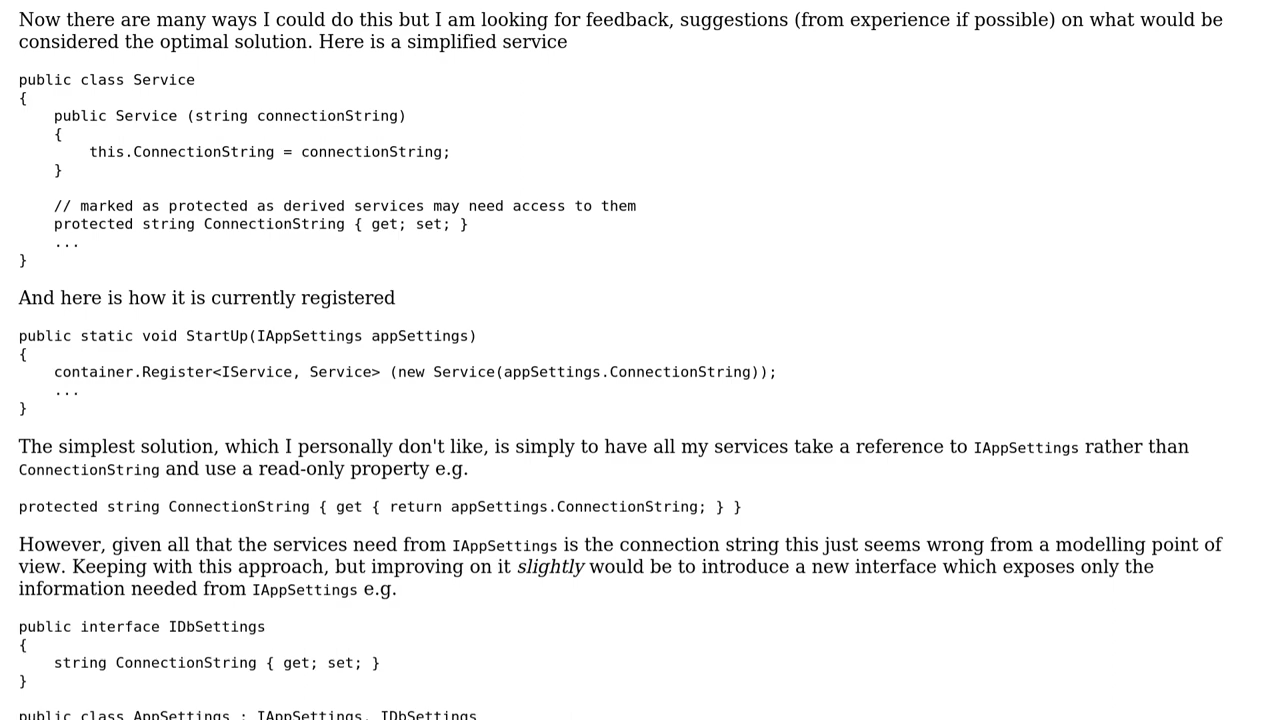 Now there are many ways I could do this but I am looking for feedback, suggestions (from experience if possible) on what would be
considered the optimal solution. Here is a simplified service
public class Service
{
    public Service (string connectionString)
    {
        this.ConnectionString = connectionString;
    }
    // marked as protected as derived services may need access to them
    protected string ConnectionString { get; set; }
    ...
}
And here is how it is currently registered
public static void StartUp(IAppSettings appSettings)
{
    container.Register<IService, Service> (new Service(appSettings.ConnectionString));
    ...
}
The simplest solution, which I personally don't like, is simply to have all my services take a reference to IAppSettings rather than
ConnectionString and use a read-only property e.g.
protected string ConnectionString { get { return appSettings.ConnectionString; } }
However, given all that the services need from IAppSettings is the connection string this just seems wrong from a modelling point of
view. Keeping with this approach, but improving on it slightly would be to introduce a new interface which exposes only the
information needed from IAppSettings e.g.
public interface IDbSettings
{
    string ConnectionString { get; set; }
}
public class AppSettings : IAppSettings, IDbSettings